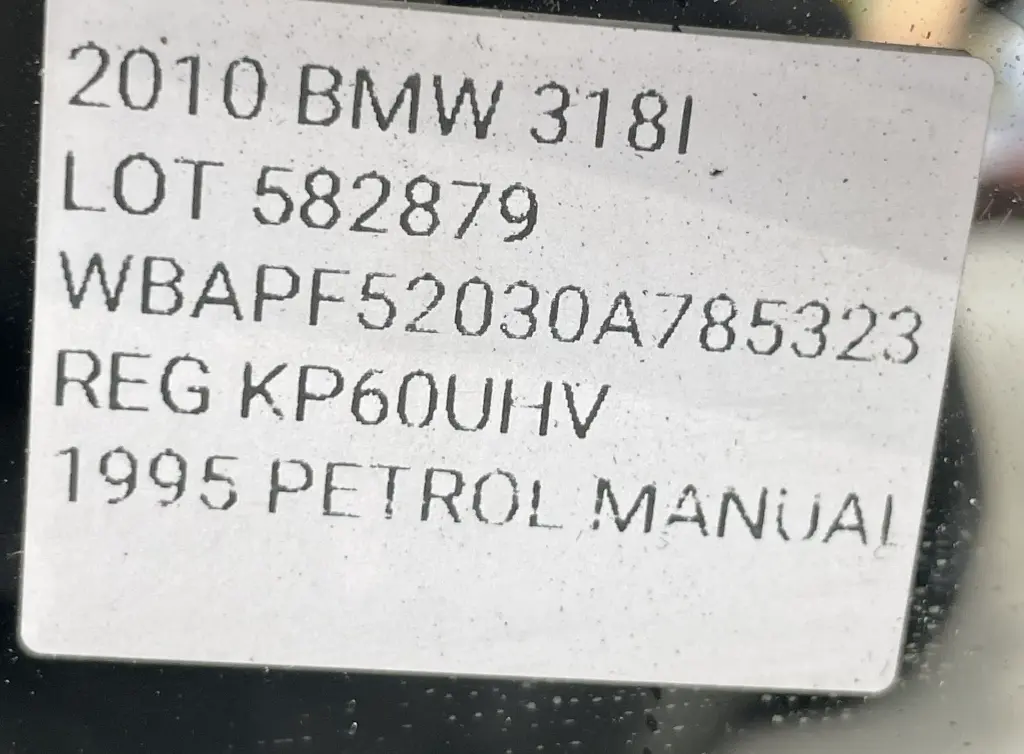 2010 BMW 318I
LOT 582879
WBAPF52030A785323
REG KP60UHV
1995 PETROL MANUAL